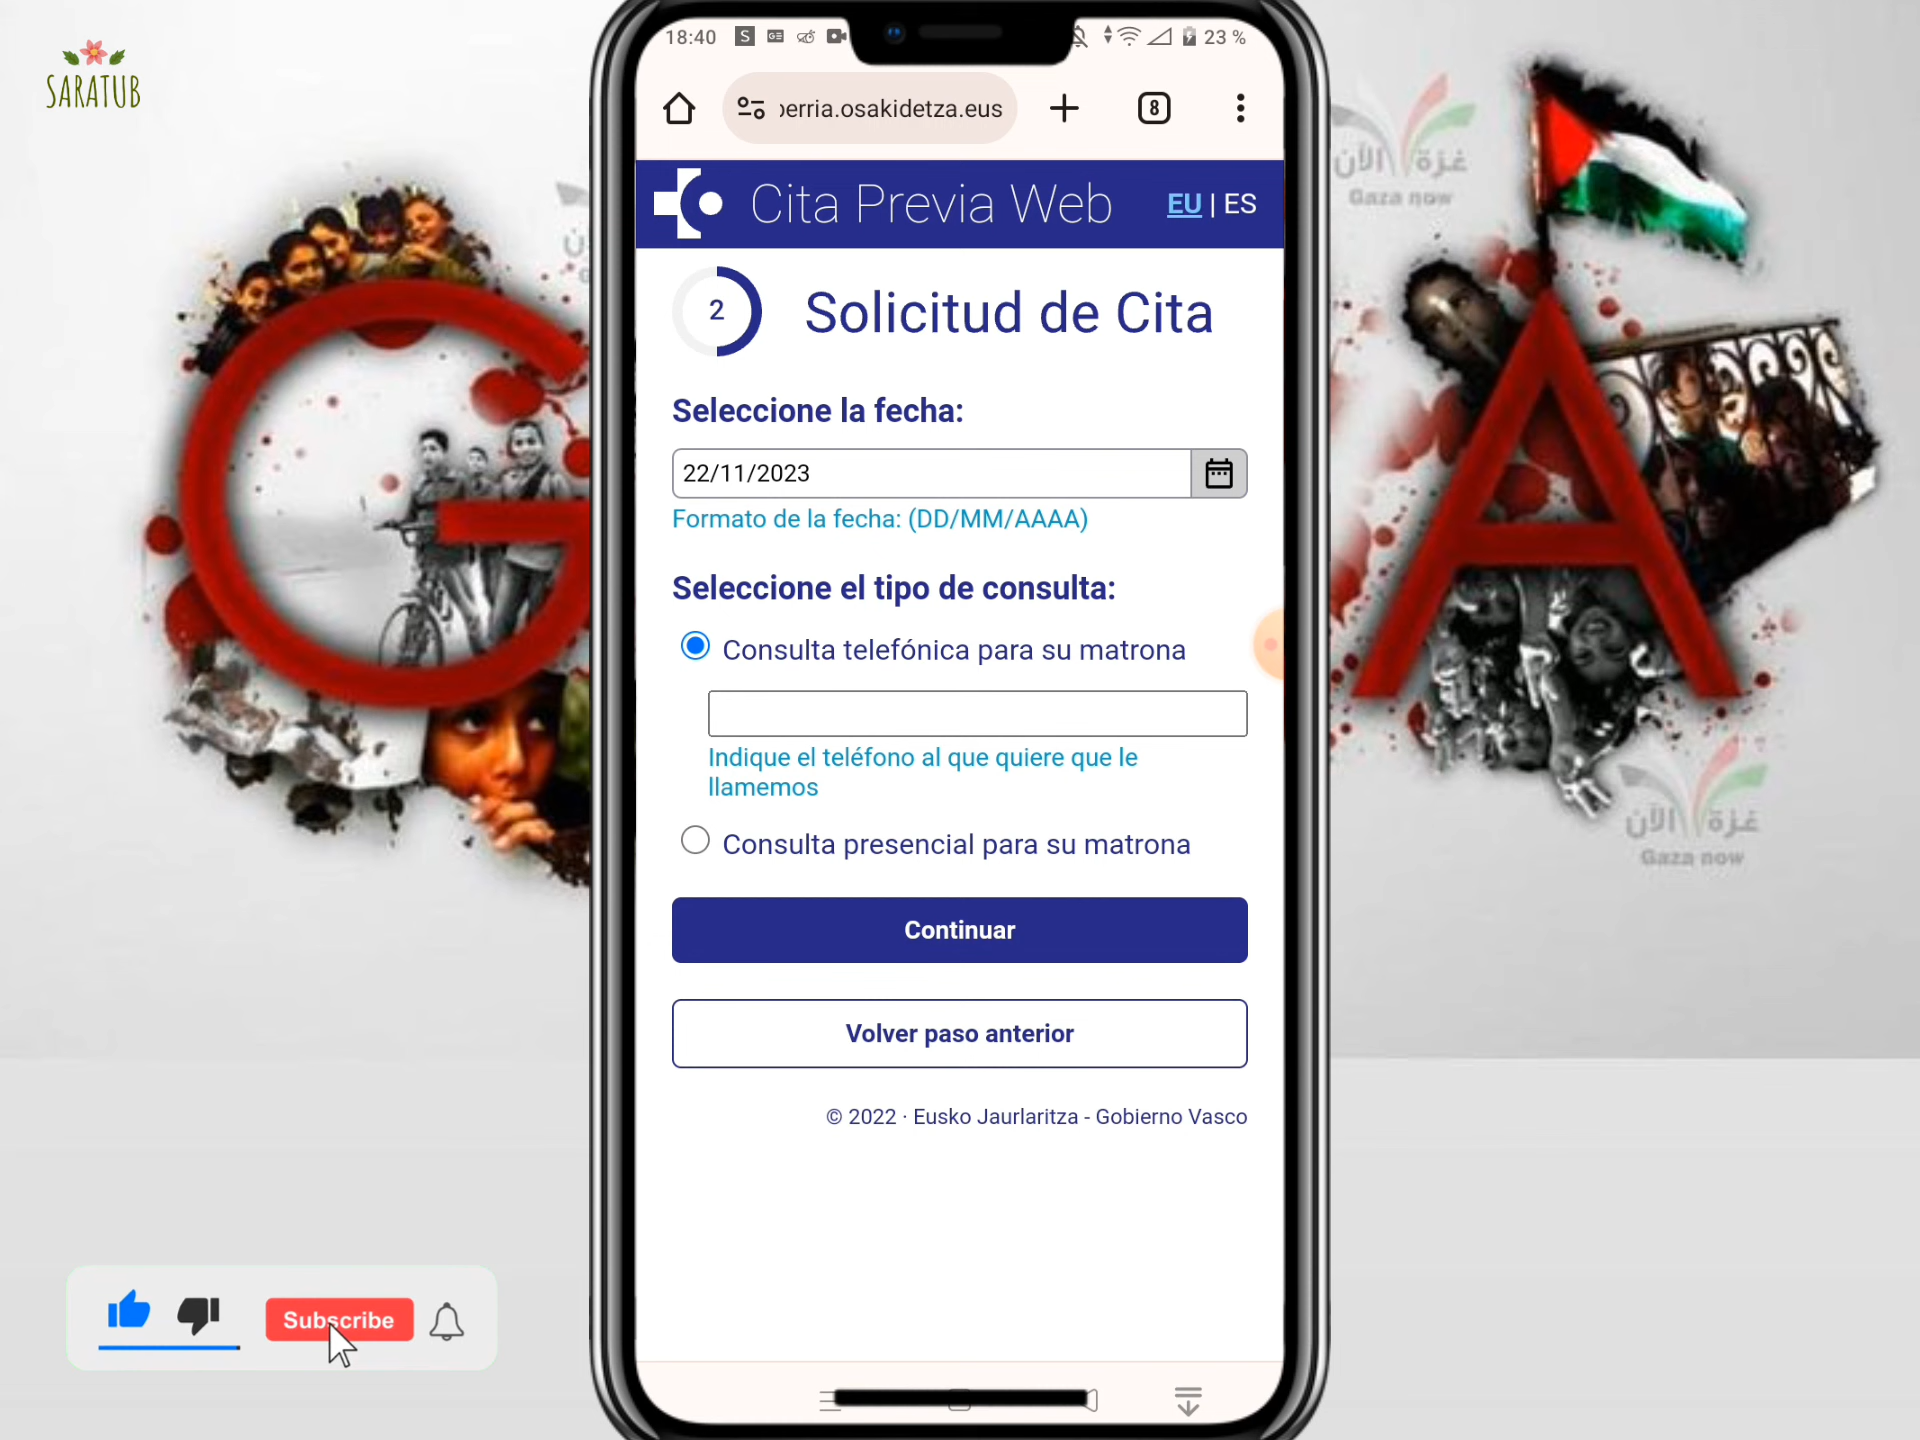 SARATUB
18:40
23 %
berria.osakidetza.eus
8
Cita Previa Web
EU | ES
2
Solicitud de Cita
Seleccione la fecha:
22/11/2023
Formato de la fecha: (DD/MM/AAAA)
Seleccione el tipo de consulta:
Consulta telefónica para su matrona
Indique el teléfono al que quiere que le
llamemos
Consulta presencial para su matrona
Continuar
Volver paso anterior
© 2022 · Eusko Jaurlaritza - Gobierno Vasco
G
A
غزة الآن
Gaza now
غزة الآن
Gaza now
Subscribe